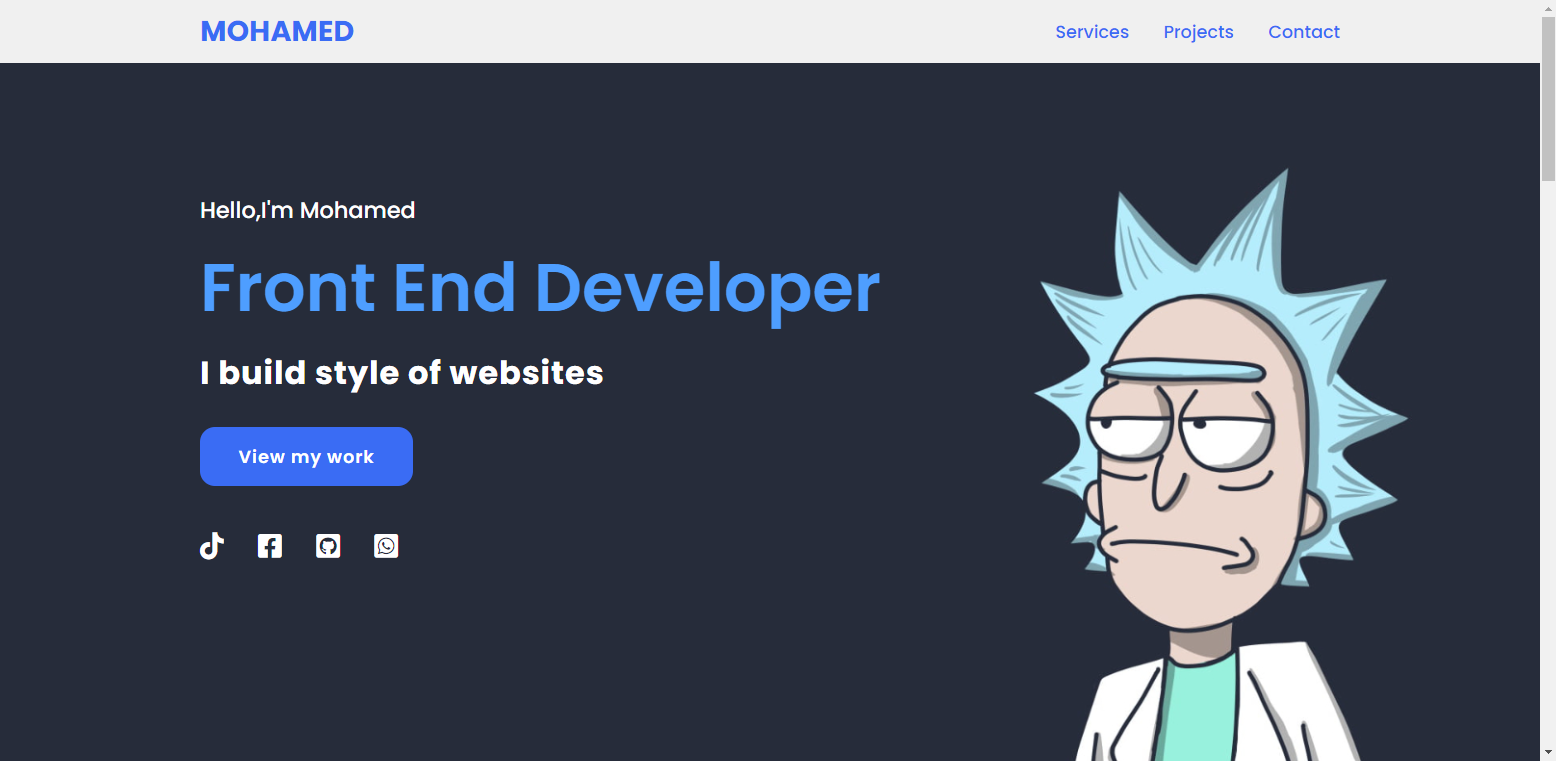 MOHAMED
Services Projects Contact
Hello,I'm Mohamed
Front End Developer
I build style of websites
View my work